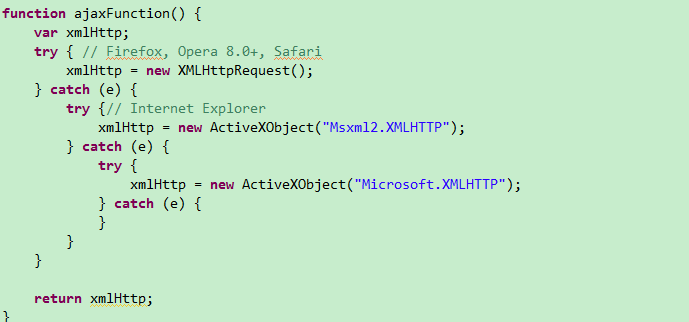 function ajaxFunction() {
    var xmlHttp;
    try { // Firefox, Opera 8.0+, Safari
        xmlHttp = new XMLHttpRequest();
    } catch (e) {
        try {// Internet Explorer
            xmlHttp = new ActiveXObject("Msxml2.XMLHTTP");
        } catch (e) {
            try {
                xmlHttp = new ActiveXObject("Microsoft.XMLHTTP");
            } catch (e) {
            }
        }
    }
    return xmlHttp;
}